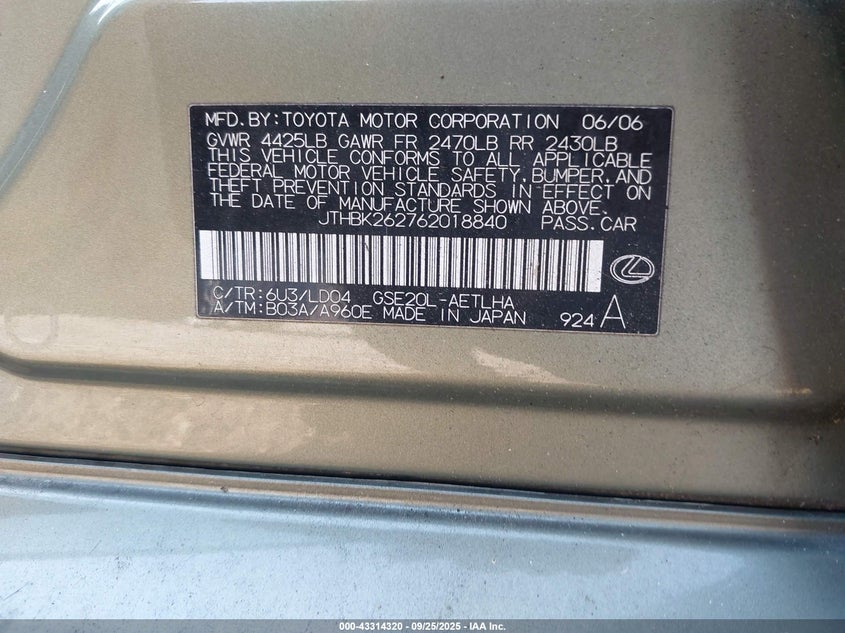 MFD.BY:TOYOTA MOTOR CORPORATION 06/06
GVWR 4425LB GAWR FR 2470LB RR 2430LB
THIS VEHICLE CONFORMS TO ALL APPLICABLE
FEDERAL MOTOR VEHICLE SAFETY,BUMPER,AND
THEFT PREVENTION STANDARDS IN EFFECT ON
THE DATE OF MANUFACTURE SHOWN ABOVE.
JTHBK262762018840 PASS.CAR
C/TR:6U3/LD04 GSE20L-AETLHA
A/TM:B03A/A960E MADE IN JAPAN 924 A
000-43314320 | 09/25/2025 | IAA Inc.